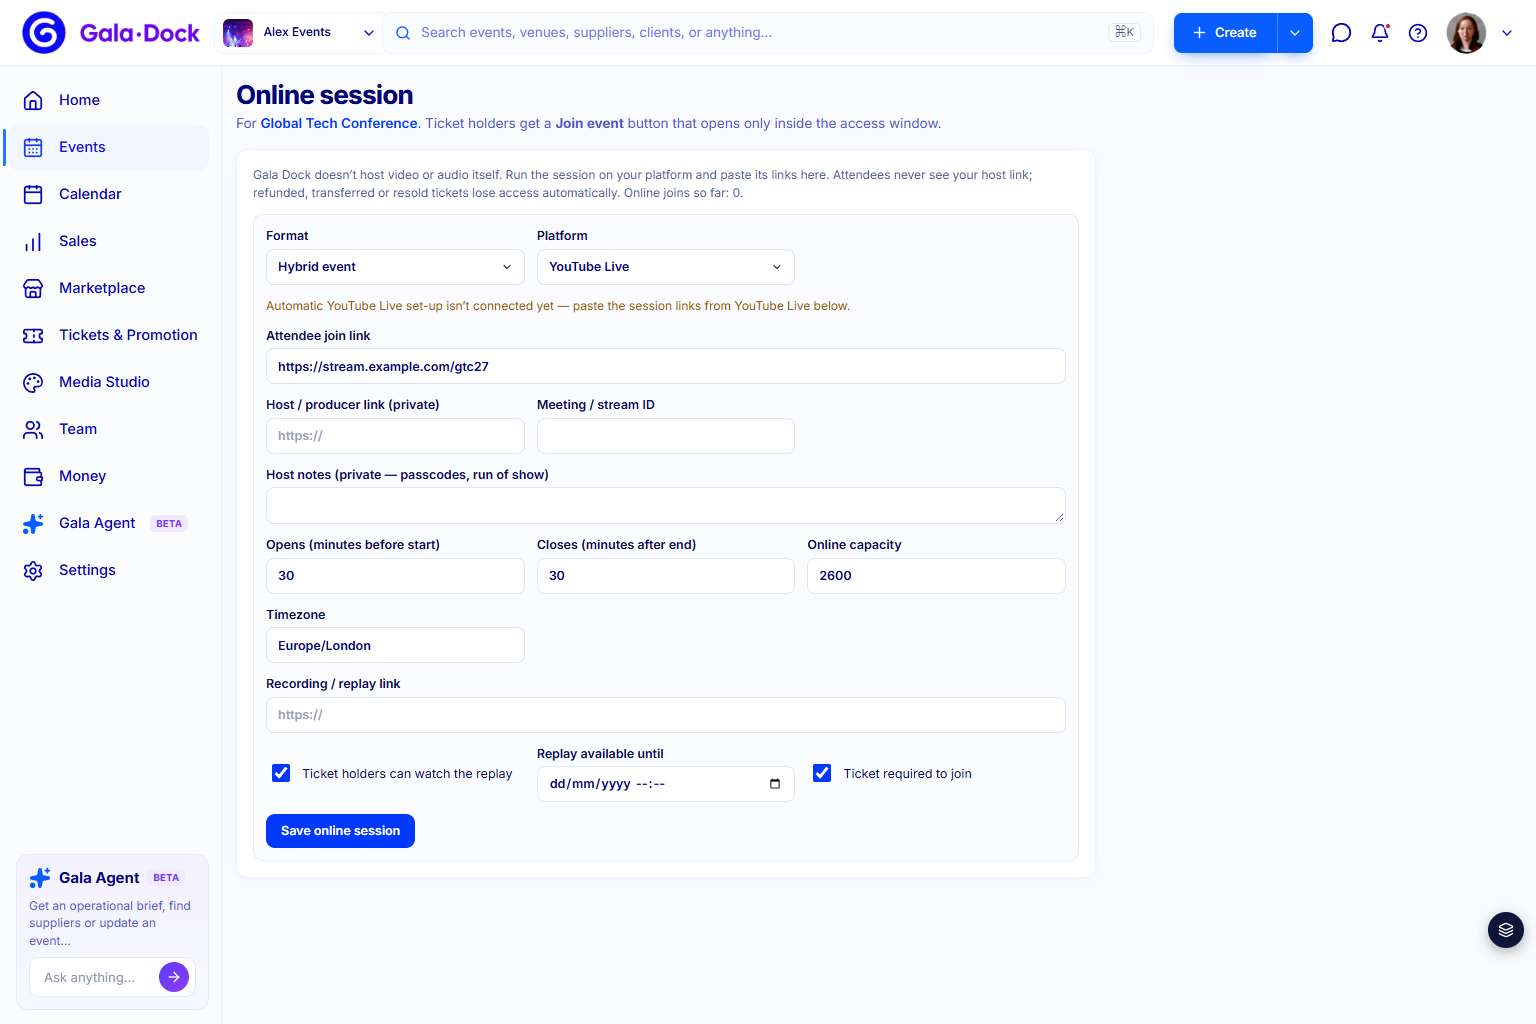 Gala·Dock
Alex Events
Search events, venues, suppliers, clients, or anything...
⌘K
Create
Home
Events
Calendar
Sales
Marketplace
Tickets & Promotion
Media Studio
Team
Money
Gala Agent BETA
Settings
Gala Agent BETA
Get an operational brief, find
suppliers or update an
event...
Ask anything...
Online session
For Global Tech Conference. Ticket holders get a Join event button that opens only inside the access window.
Gala Dock doesn't host video or audio itself. Run the session on your platform and paste its links here. Attendees never see your host link;
refunded, transferred or resold tickets lose access automatically. Online joins so far: 0.
Format
Platform
Hybrid event
YouTube Live
Automatic YouTube Live set-up isn't connected yet — paste the session links from YouTube Live below.
Attendee join link
https://stream.example.com/gtc27
Host / producer link (private)
Meeting / stream ID
https://
Host notes (private — passcodes, run of show)
Opens (minutes before start)
Closes (minutes after end)
Online capacity
30
30
2600
Timezone
Europe/London
Recording / replay link
https://
Ticket holders can watch the replay
Replay available until
dd/mm/yyyy --:--
Ticket required to join
Save online session